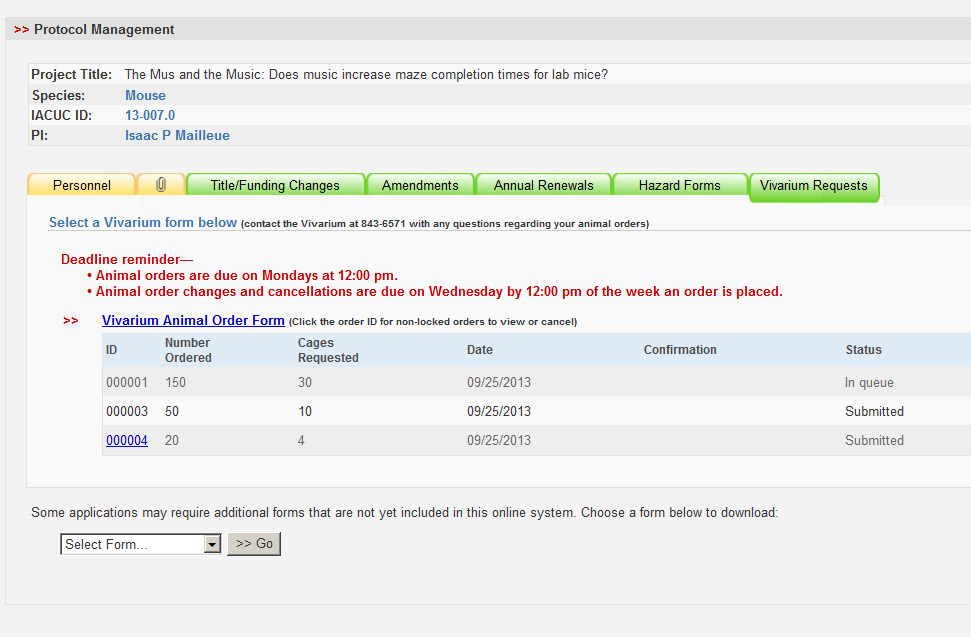 >> Protocol Management
Project Title: The Mus and the Music: Does music increase maze completion times for lab mice?
Species: Mouse
IACUC ID: 13-007.0
PI: Isaac P Mailleue
Personnel Title/Funding Changes Amendments Annual Renewals Hazard Forms Vivarium Requests
Select a Vivarium form below (contact the Vivarium at 843-6571 with any questions regarding your animal orders)
Deadline reminder—
• Animal orders are due on Mondays at 12:00 pm.
• Animal order changes and cancellations are due on Wednesday by 12:00 pm of the week an order is placed.
>> Vivarium Animal Order Form (Click the order ID for non-locked orders to view or cancel)
ID Number Ordered Cages Requested Date Confirmation Status
000001 150 30 09/25/2013 In queue
000003 50 10 09/25/2013 Submitted
000004 20 4 09/25/2013 Submitted
Some applications may require additional forms that are not yet included in this online system. Choose a form below to download:
Select Form... >> Go